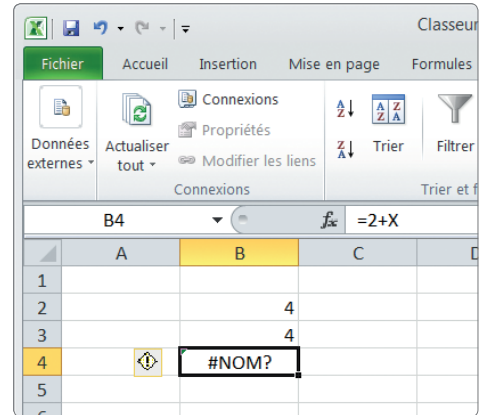 Classeur
Fichier Accueil Insertion Mise en page Formules
Données externes
Actualiser tout
Connexions
Propriétés
Modifier les liens
Connexions
A Z
Z A
A Z Z A
Trier
Filtrer
Trier et f
B4 fx =2+X
A B C
1
2 4
3 4
4 #NOM?
5